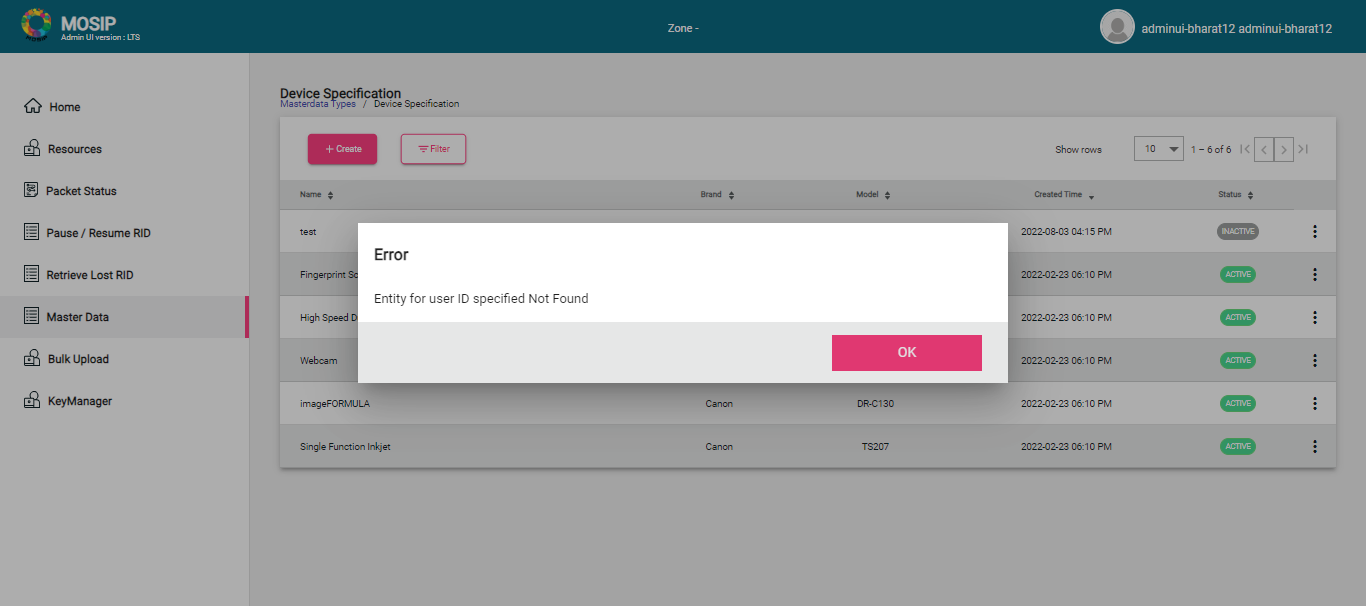 MOSIP
Admin UI version : LTS
Zone -
adminui-bharat12 adminui-bharat12
Home
Resources
Packet Status
Pause / Resume RID
Retrieve Lost RID
Master Data
Bulk Upload
KeyManager
Device Specification
Masterdata Types / Device Specification
+ Create
Filter
Show rows 10 1 – 6 of 6
Name Brand Model Created Time Status
test 2022-08-03 04:15 PM INACTIVE
Fingerprint 2022-02-23 06:10 PM ACTIVE
High Speed 2022-02-23 06:10 PM ACTIVE
Webcam 2022-02-23 06:10 PM ACTIVE
imageFORMULA Canon DR-C130 2022-02-23 06:10 PM ACTIVE
Single Function Inkjet Canon TS207 2022-02-23 06:10 PM ACTIVE
Error
Entity for user ID specified Not Found
OK